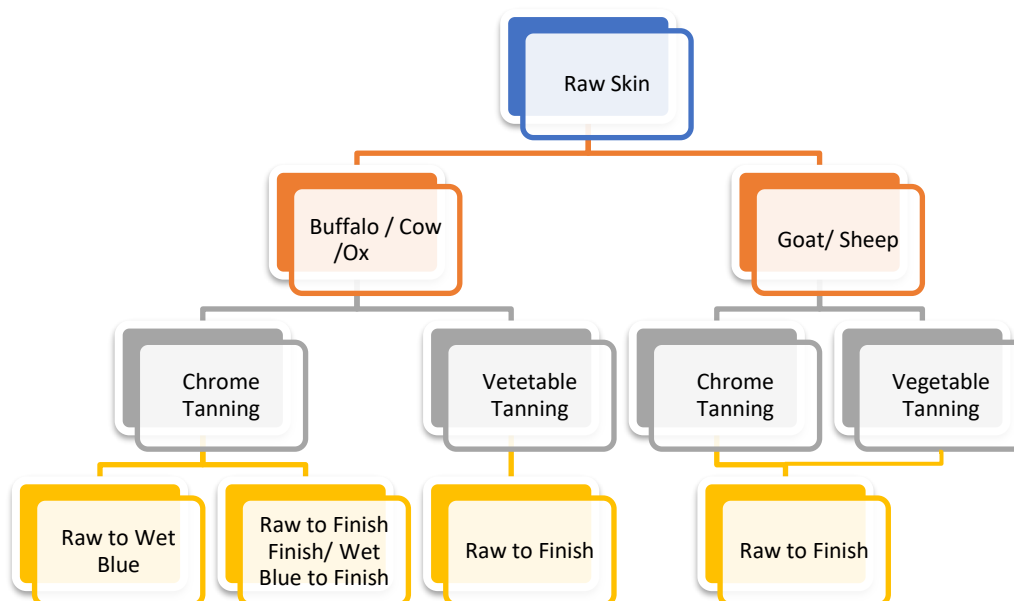 Raw Skin
Buffalo / Cow
/Ox
Goat/ Sheep
Chrome
Tanning
Vetetable
Tanning
Chrome
Tanning
Vegetable
Tanning
Raw to Wet
Blue
Raw to Finish
Finish/ Wet
Blue to Finish
Raw to Finish
Raw to Finish